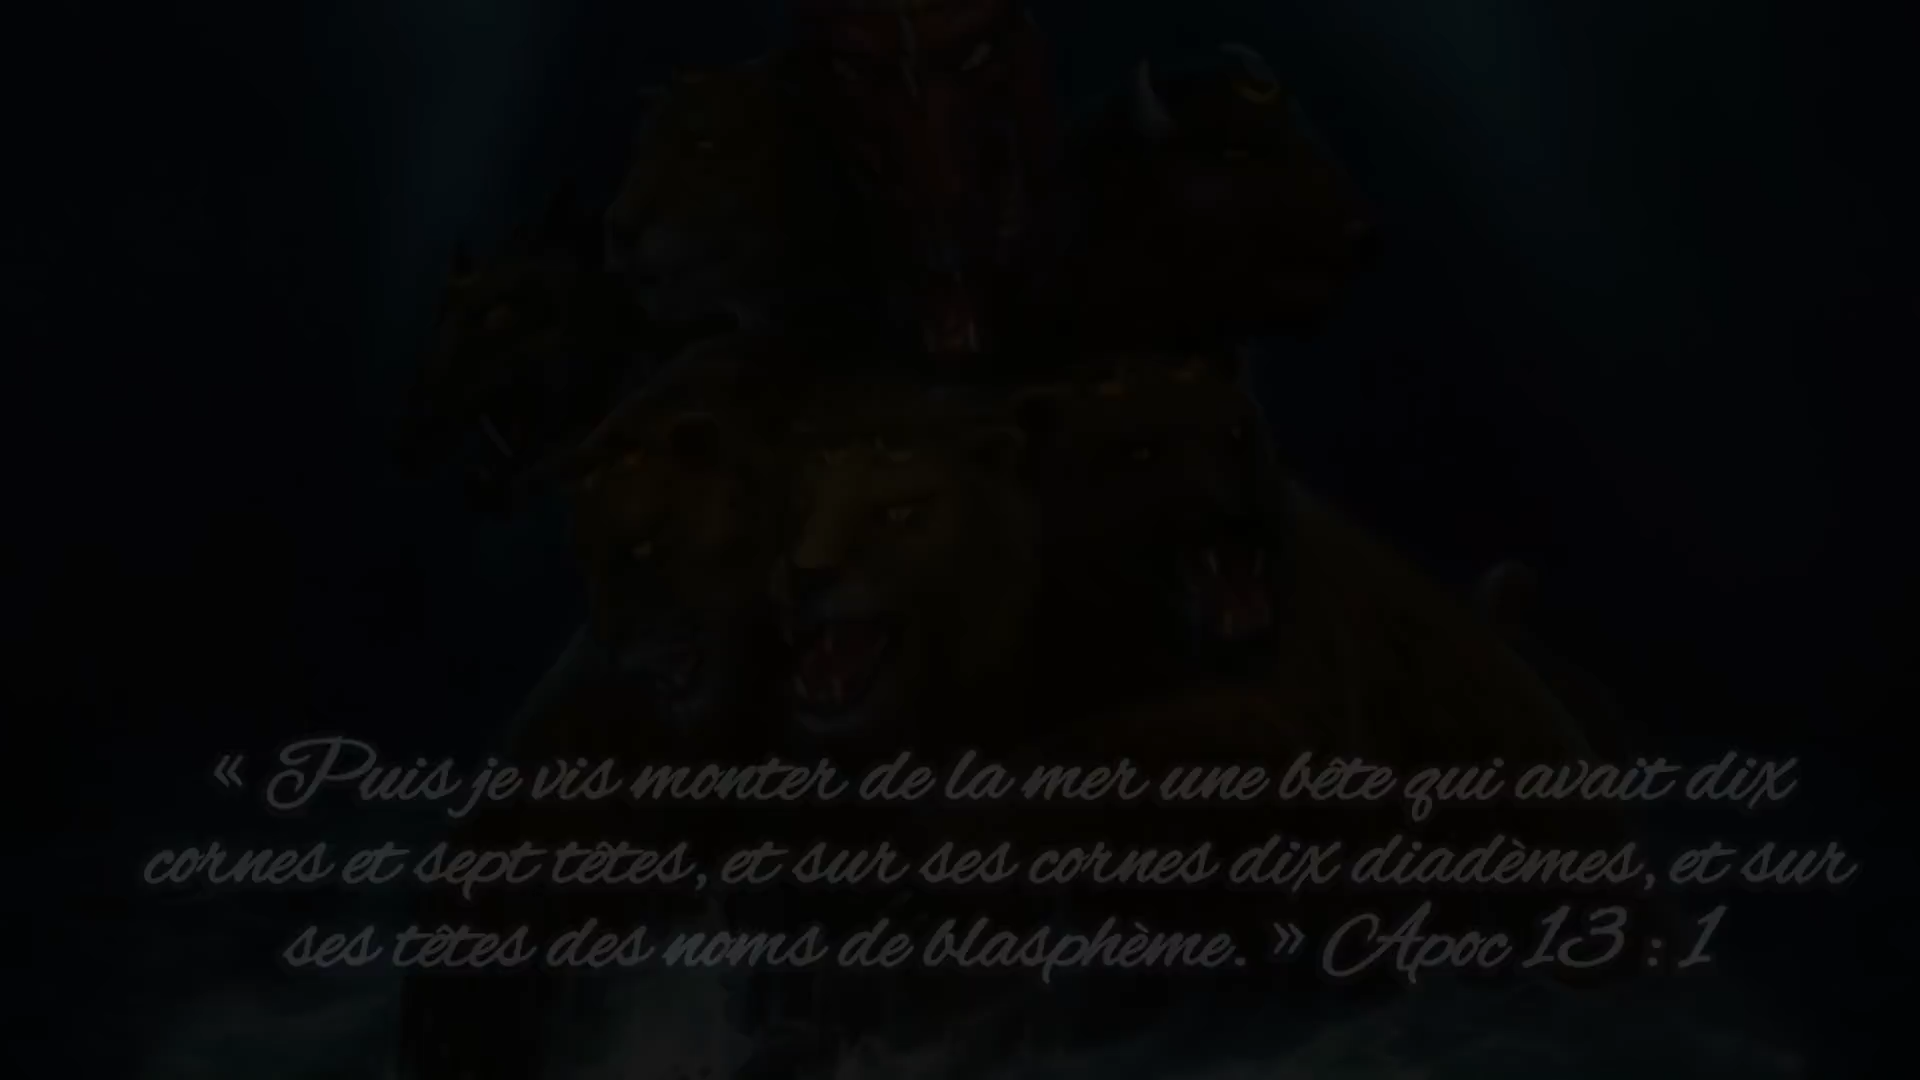 « Puis je vis monter de la mer une bête qui avait dix
cornes et sept têtes, et sur ses cornes dix diadèmes, et sur
ses têtes des noms de blasphème. » Apoc 13 : 1